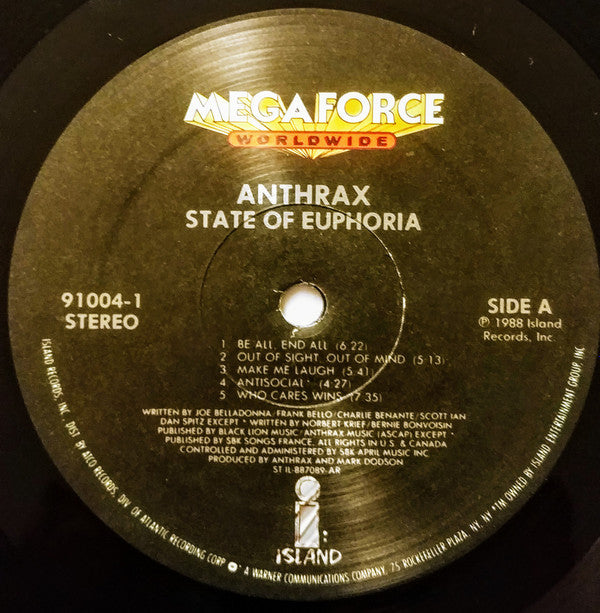 MEGAFORCE
WORLDWIDE
ANTHRAX
STATE OF EUPHORIA
91004-1
STEREO
SIDE A
℗ 1988 Island
Records, Inc.
1 BE ALL, END ALL (6:22)
2 OUT OF SIGHT, OUT OF MIND (5:13)
3 MAKE ME LAUGH (5:41)
4 ANTISOCIAL* (4:27)
5 WHO CARES WINS (7:35)
WRITTEN BY JOE BELLADONNA/FRANK BELLO/CHARLIE BENANTE/SCOTT IAN
DAN SPITZ EXCEPT * WRITTEN BY NORBERT KRIEF/BERNIE BONVOISIN
PUBLISHED BY BLACK LION MUSIC/ANTHRAX MUSIC (ASCAP) EXCEPT *
PUBLISHED BY SBK SONGS FRANCE, ALL RIGHTS IN U.S. & CANADA
CONTROLLED AND ADMINISTERED BY SBK APRIL MUSIC INC
PRODUCED BY ANTHRAX AND MARK DODSON
ST IL-887089-AR
i:
ISLAND
ISLAND RECORDS, INC. DIST. BY ATCO RECORDS, DIV. OF ATLANTIC RECORDING CORP. A WARNER COMMUNICATIONS COMPANY, 75 ROCKEFELLER PLAZA, NY, NY *TM OWNED BY ISLAND ENTERTAINMENT GROUP, INC